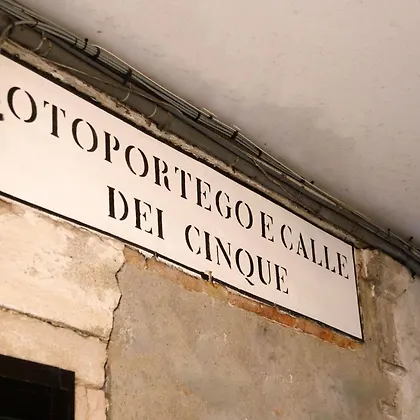 OTOPORTEGO E CALLE
DEI CINQUE